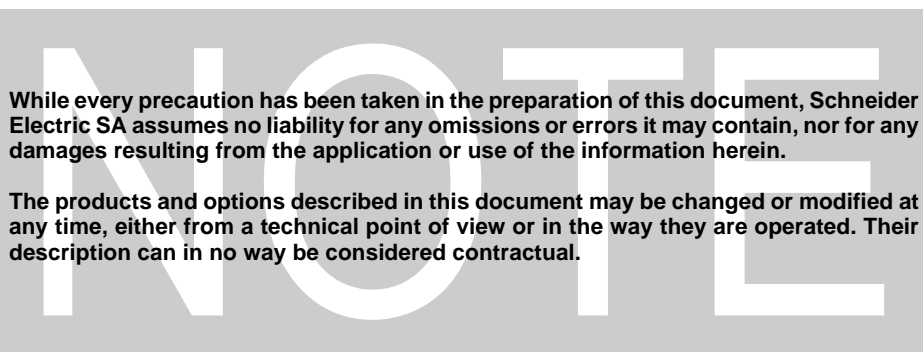 NOTE
While every precaution has been taken in the preparation of this document, Schneider
Electric SA assumes no liability for any omissions or errors it may contain, nor for any
damages resulting from the application or use of the information herein.
The products and options described in this document may be changed or modified at
any time, either from a technical point of view or in the way they are operated. Their
description can in no way be considered contractual.